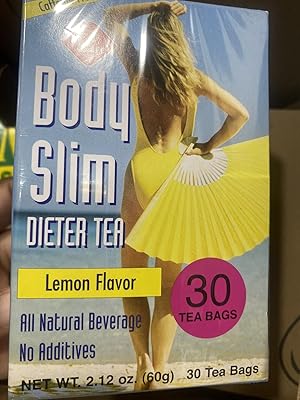 Body
Slim
DIETER TEA
Lemon Flavor
30
TEA BAGS
All Natural Beverage
No Additives
NET WT. 2.12 oz. (60g) 30 Tea Bags